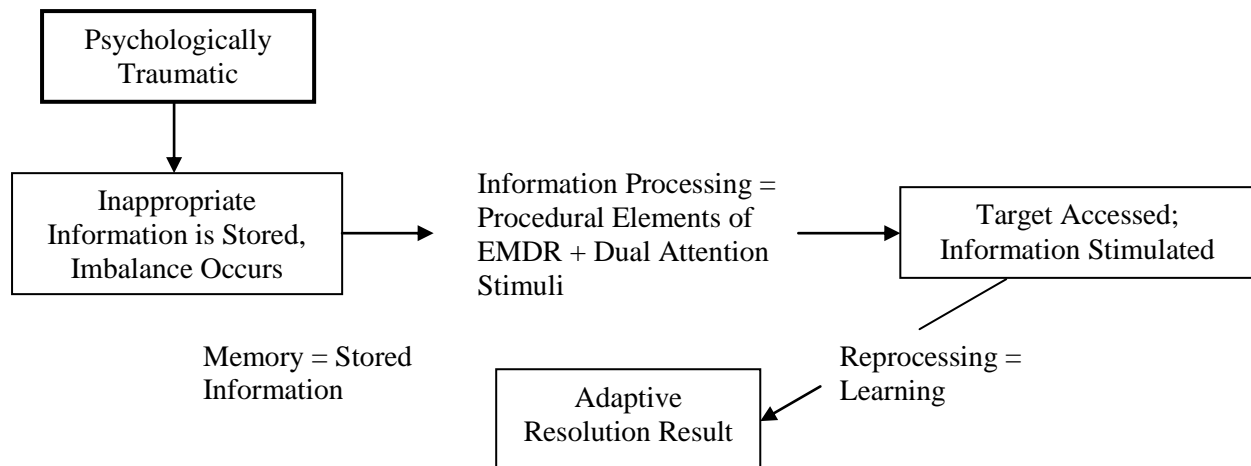 Psychologically
Traumatic
Inappropriate
Information is Stored,
Imbalance Occurs
Information Processing =
Procedural Elements of
EMDR + Dual Attention
Stimuli
Target Accessed;
Information Stimulated
Memory = Stored
Information
Reprocessing =
Learning
Adaptive
Resolution Result